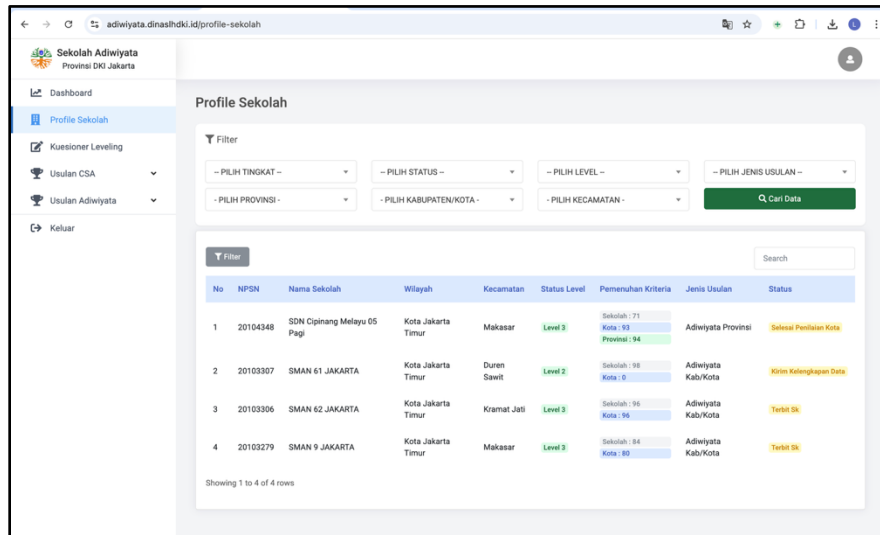 adiwiyata.dinaslhdki.id/profile-sekolah
L
Sekolah Adiwiyata
Provinsi DKI Jakarta
Dashboard
Profile Sekolah
Kuesioner Leveling
Usulan CSA
Usulan Adiwiyata
Keluar
Profile Sekolah
Filter
-- PILIH TINGKAT -- -- PILIH STATUS -- -- PILIH LEVEL -- -- PILIH JENIS USULAN --
- PILIH PROVINSI - - PILIH KABUPATEN/KOTA - - PILIH KECAMATAN - Cari Data
Filter Search
No NPSN Nama Sekolah Wilayah Kecamatan Status Level Pemenuhan Kriteria Jenis Usulan Status
1 20104348 SDN Cipinang Melayu 05 Pagi Kota Jakarta Timur Makasar Level 3 Sekolah : 71 Kota : 93 Provinsi : 94 Adiwiyata Provinsi Selesai Penilaian Kota
2 20103307 SMAN 61 JAKARTA Kota Jakarta Timur Duren Sawit Level 2 Sekolah : 98 Kota : 0 Adiwiyata Kab/Kota Kirim Kelengkapan Data
3 20103306 SMAN 62 JAKARTA Kota Jakarta Timur Kramat Jati Level 3 Sekolah : 96 Kota : 96 Adiwiyata Kab/Kota Terbit Sk
4 20103279 SMAN 9 JAKARTA Kota Jakarta Timur Makasar Level 3 Sekolah : 84 Kota : 80 Adiwiyata Kab/Kota Terbit Sk
Showing 1 to 4 of 4 rows